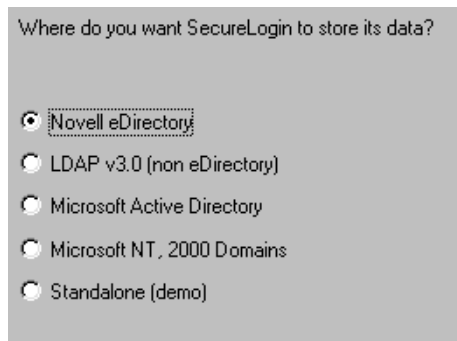 Where do you want SecureLogin to store its data?
Novell eDirectory
LDAP v3.0 (non eDirectory)
Microsoft Active Directory
Microsoft NT, 2000 Domains
Standalone (demo)